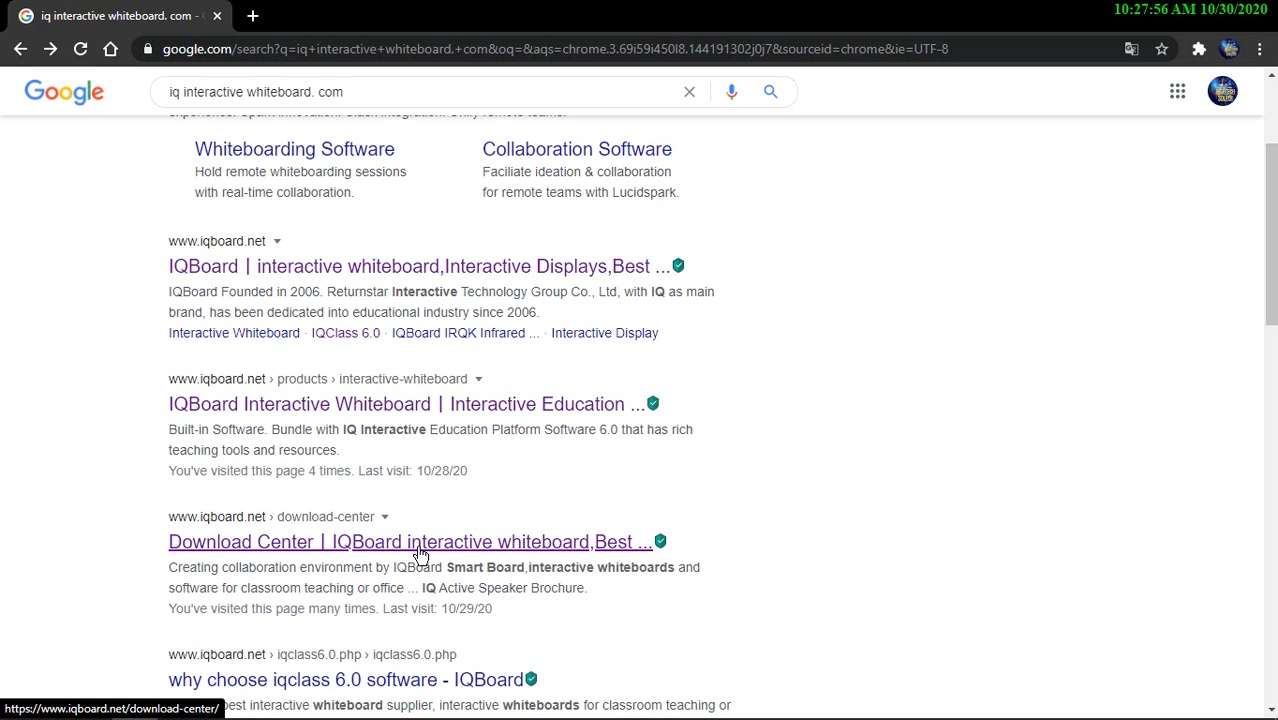 10:27:56 AM 10/30/2020
iq interactive whiteboard. com -
google.com/search?q=iq+interactive+whiteboard.+com&oq=&aqs=chrome.3.69i59i450l8.144191302j0j7&sourceid=chrome&ie=UTF-8
Google
iq interactive whiteboard. com
Whiteboarding Software
Hold remote whiteboarding sessions
with real-time collaboration.
Collaboration Software
Faciliate ideation & collaboration
for remote teams with Lucidspark.
www.iqboard.net
IQBoard | interactive whiteboard,Interactive Displays,Best ...
IQBoard Founded in 2006. Returnstar Interactive Technology Group Co., Ltd, with IQ as main
brand, has been dedicated into educational industry since 2006.
Interactive Whiteboard · IQClass 6.0 · IQBoard IRQK Infrared ... · Interactive Display
www.iqboard.net › products › interactive-whiteboard
IQBoard Interactive Whiteboard | Interactive Education ...
Built-in Software. Bundle with IQ Interactive Education Platform Software 6.0 that has rich
teaching tools and resources.
You've visited this page 4 times. Last visit: 10/28/20
www.iqboard.net › download-center
Download Center | IQBoard interactive whiteboard,Best ...
Creating collaboration environment by IQBoard Smart Board,interactive whiteboards and
software for classroom teaching or office ... IQ Active Speaker Brochure.
You've visited this page many times. Last visit: 10/29/20
www.iqboard.net › iqclass6.0.php › iqclass6.0.php
why choose iqclass 6.0 software - IQBoard
best interactive whiteboard supplier, interactive whiteboards for classroom teaching or
https://www.iqboard.net/download-center/